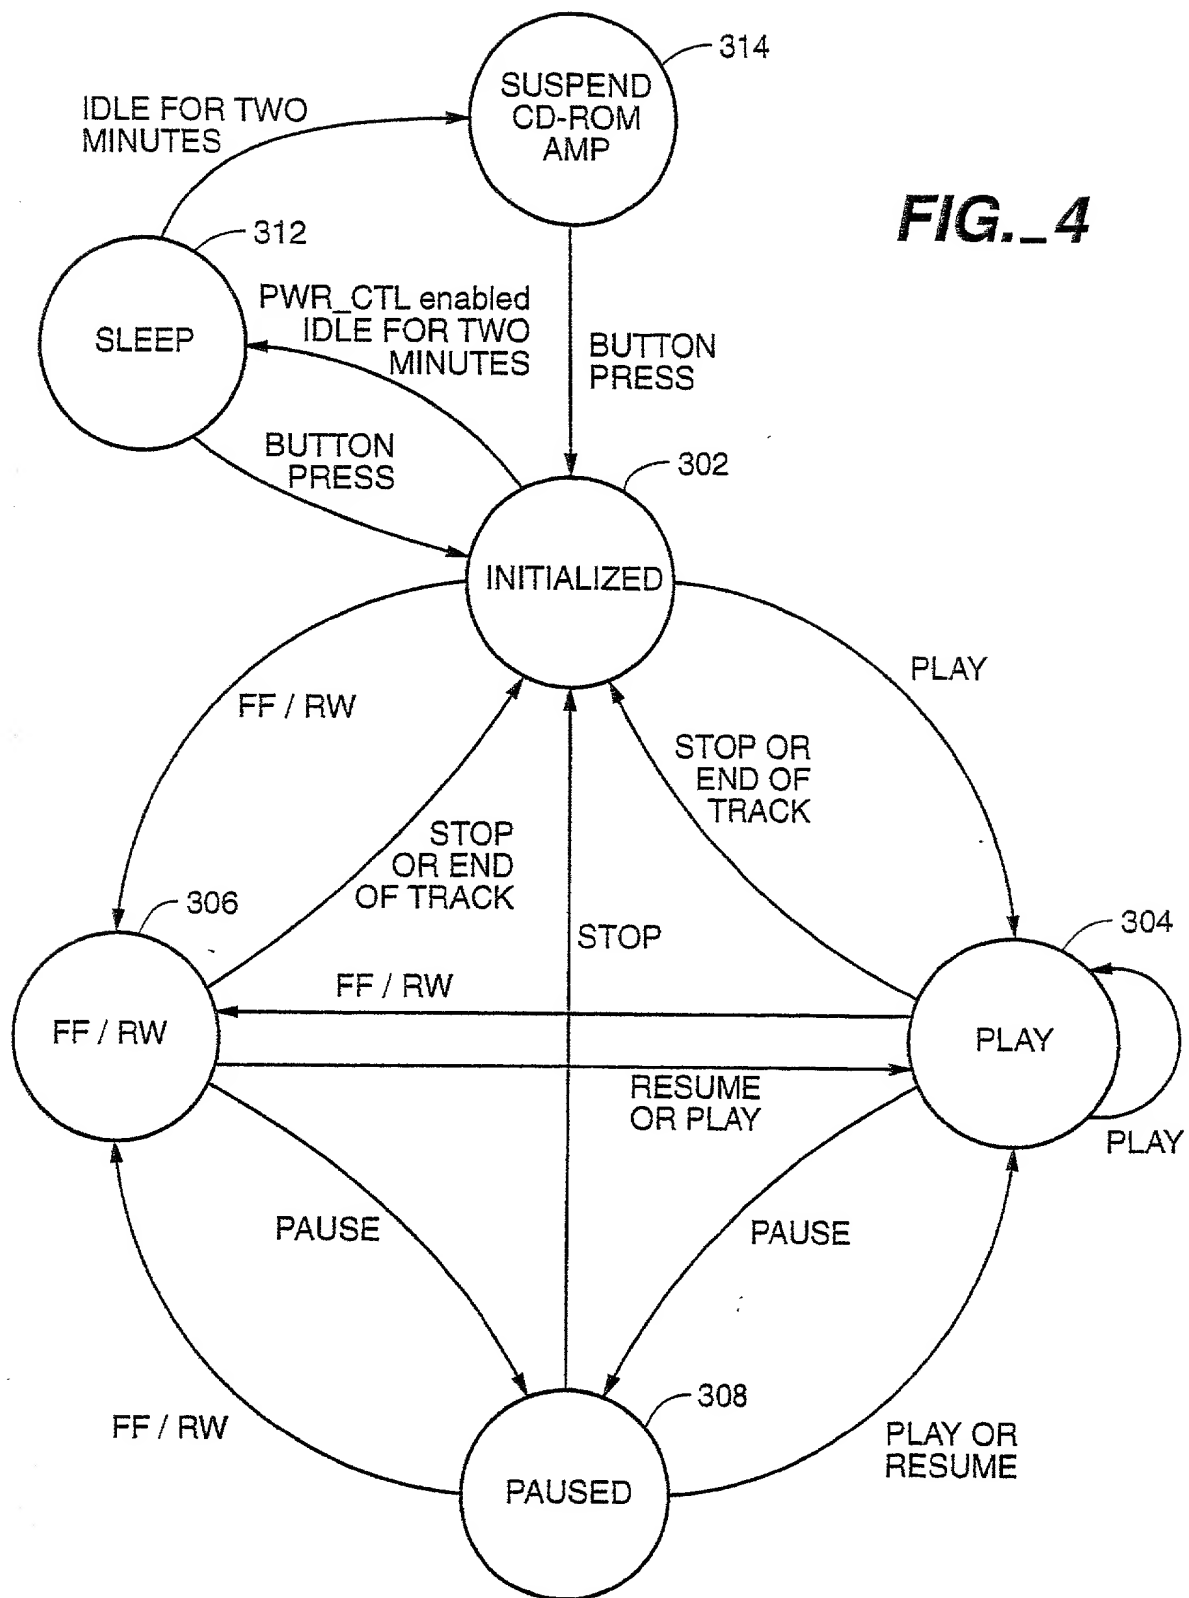 314
SUSPEND
CD-ROM
AMP
IDLE FOR TWO
MINUTES
FIG._4
312
SLEEP
PWR_CTL enabled
IDLE FOR TWO
MINUTES
BUTTON
PRESS
BUTTON
PRESS
302
INITIALIZED
FF / RW
PLAY
STOP OR
END OF
TRACK
STOP
OR END
OF TRACK
306
304
STOP
FF / RW
FF / RW
PLAY
RESUME
OR PLAY
PLAY
PAUSE
PAUSE
308
FF / RW
PLAY OR
RESUME
PAUSED